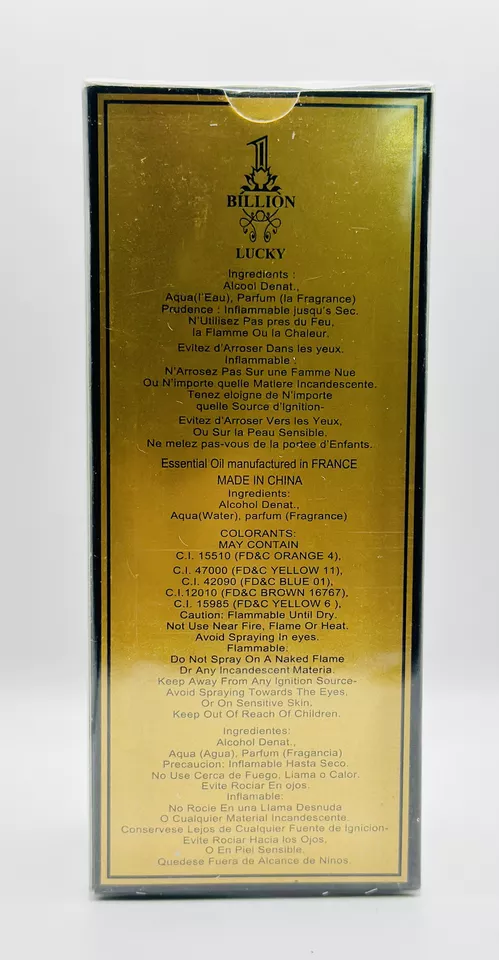 1
BILLION
LUCKY
Ingredients :
Alcool Denat.,
Aqua(l'Eau), Parfum (la Fragrance)
Prudence : Inflammable jusqu's Sec.
N'Utilisez Pas pres du Feu,
la Flamme Ou la Chaleur.
Evitez d'Arroser Dans les yeux.
Inflammable :
N'Arrosez Pas Sur une Famme Nue
Ou N'importe quelle Matiere Incandescente.
Tenez eloigne de N'importe
quelle Source d'Ignition-
Evitez d'Arroser Vers les Yeux,
Ou Sur la Peau Sensible,
Ne melez pas-vous de la portee d'Enfants.
Essential Oil manufactured in FRANCE
MADE IN CHINA
Ingredients:
Alcohol Denat.,
Aqua(Water), parfum (Fragrance)
COLORANTS:
MAY CONTAIN
C.I. 15510 (FD&C ORANGE 4),
C.I. 47000 (FD&C YELLOW 11),
C.I. 42090 (FD&C BLUE 01),
C.I.12010 (FD&C BROWN 16767),
C.I. 15985 (FD&C YELLOW 6 ),
Caution: Flammable Until Dry.
Not Use Near Fire, Flame Or Heat.
Avoid Spraying In eyes.
Flammable:
Do Not Spray On A Naked Flame
Dr Any Incandescent Materia.
Keep Away From Any Ignition Source-
Avoid Spraying Towards The Eyes,
Or On Sensitive Skin,
Keep Out Of Reach Of Children.
Ingredientes:
Alcohol Denat.,
Aqua (Agua), Parfum (Fragancia)
Precaucion: Inflamable Hasta Seco.
No Use Cerca de Fuego, Llama o Calor.
Evite Rociar En ojos.
Inflamable:
No Rocie En una Llama Desnuda
O Cualquier Material Incandescente.
Conservese Lejos de Cualquier Fuente de Ignicion-
Evite Rociar Hacia los Ojos,
O En Piel Sensible,
Quedese Fuera de Alcance de Ninos.